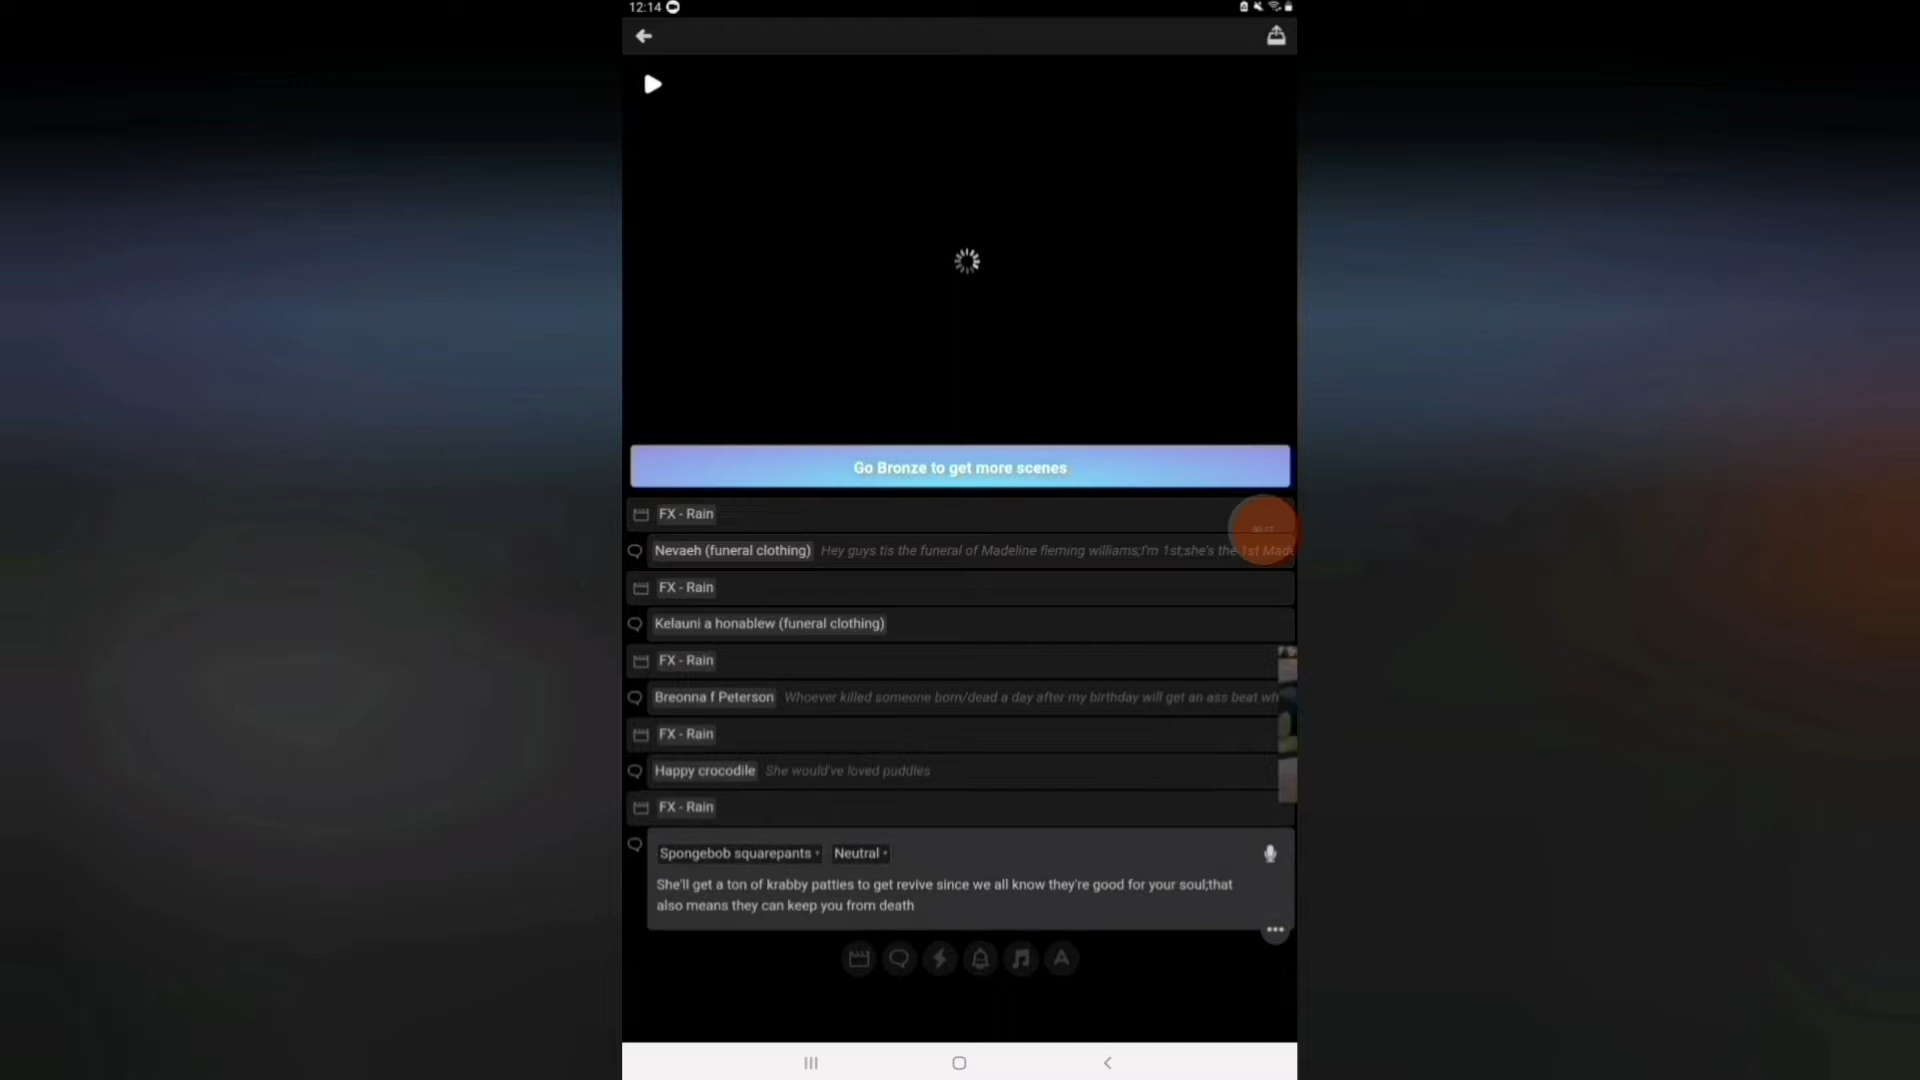 12:14
Go Bronze to get more scenes
FX - Rain
Nevaeh (funeral clothing) Hey guys tis the funeral of Madeline fleming williams;I'm 1st;she's the 1st Made
FX - Rain
Kelauni a honablew (funeral clothing)
FX - Rain
Breonna f Peterson Whoever killed someone born/dead a day after my birthday will get an ass beat wh
FX - Rain
Happy crocodile She would've loved puddles
FX - Rain
Spongebob squarepants Neutral
She'll get a ton of krabby patties to get revive since we all know they're good for your soul;that
also means they can keep you from death